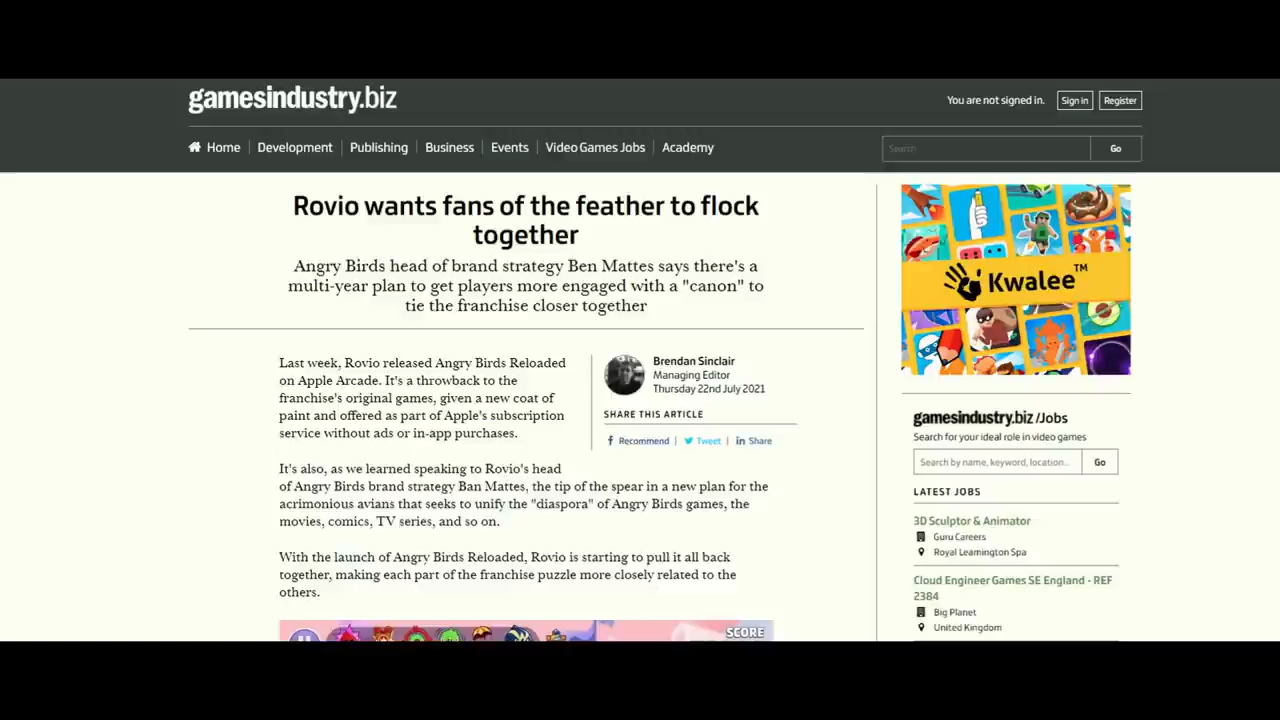 gamesindustry.biz
You are not signed in. Sign in Register
Home Development Publishing Business Events Video Games Jobs Academy
Search Go
Rovio wants fans of the feather to flock
together
Angry Birds head of brand strategy Ben Mattes says there's a
multi-year plan to get players more engaged with a "canon" to
tie the franchise closer together
Last week, Rovio released Angry Birds Reloaded
on Apple Arcade. It's a throwback to the
franchise's original games, given a new coat of
paint and offered as part of Apple's subscription
service without ads or in-app purchases.
Brendan Sinclair
Managing Editor
Thursday 22nd July 2021
SHARE THIS ARTICLE
Recommend Tweet Share
It's also, as we learned speaking to Rovio's head
of Angry Birds brand strategy Ban Mattes, the tip of the spear in a new plan for the
acrimonious avians that seeks to unify the "diaspora" of Angry Birds games, the
movies, comics, TV series, and so on.
With the launch of Angry Birds Reloaded, Rovio is starting to pull it all back
together, making each part of the franchise puzzle more closely related to the
others.
SCORE
Kwalee™
gamesindustry.biz /Jobs
Search for your ideal role in video games
Search by name, keyword, location... Go
LATEST JOBS
3D Sculptor & Animator
Guru Careers
Royal Leamington Spa
Cloud Engineer Games SE England - REF
2384
Big Planet
United Kingdom